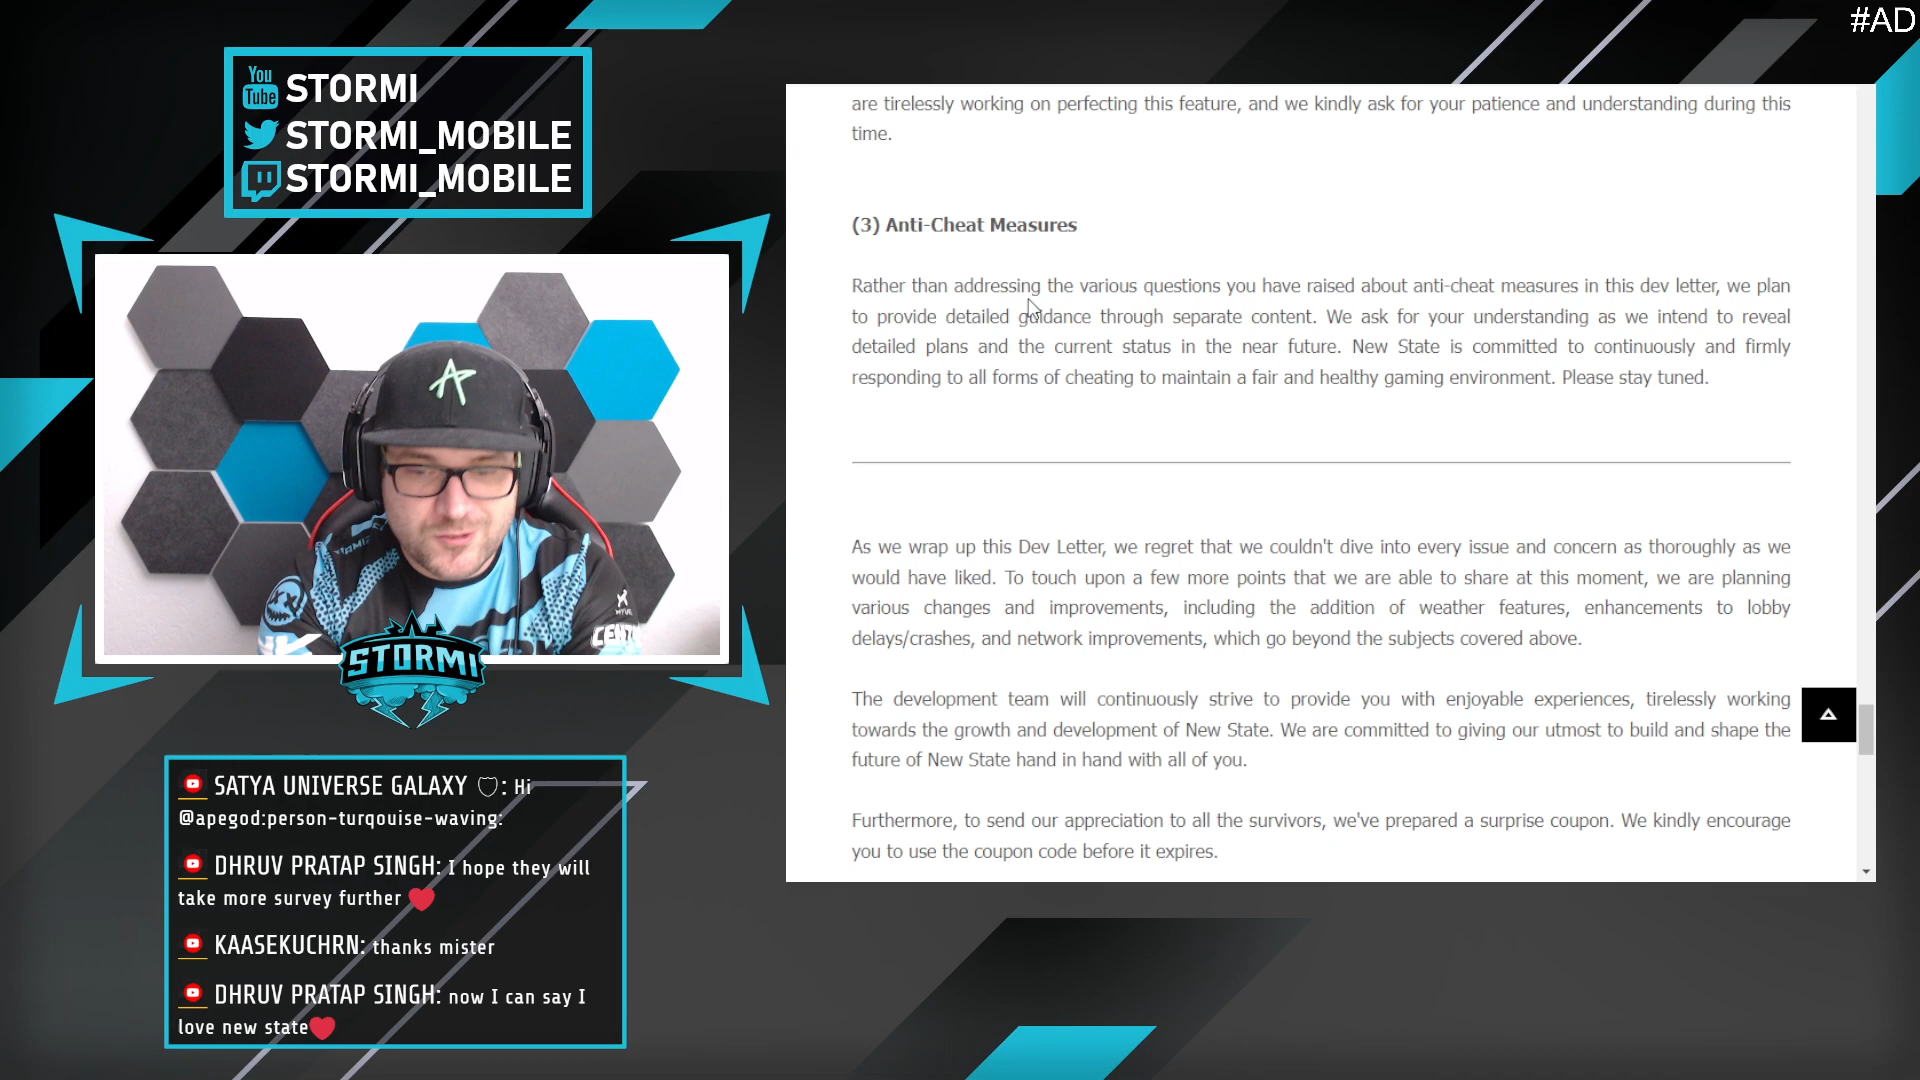 #AD
You
Tube
STORMI
STORMI_MOBILE
STORMI_MOBILE
STORMI
SATYA UNIVERSE GALAXY : Hi
@apegod:person-turqouise-waving:
DHRUV PRATAP SINGH: I hope they will
take more survey further ❤
KAASEKUCHRN: thanks mister
DHRUV PRATAP SINGH: now I can say I
love new state❤
are tirelessly working on perfecting this feature, and we kindly ask for your patience and understanding during this
time.
(3) Anti-Cheat Measures
Rather than addressing the various questions you have raised about anti-cheat measures in this dev letter, we plan
to provide detailed guidance through separate content. We ask for your understanding as we intend to reveal
detailed plans and the current status in the near future. New State is committed to continuously and firmly
responding to all forms of cheating to maintain a fair and healthy gaming environment. Please stay tuned.
As we wrap up this Dev Letter, we regret that we couldn't dive into every issue and concern as thoroughly as we
would have liked. To touch upon a few more points that we are able to share at this moment, we are planning
various changes and improvements, including the addition of weather features, enhancements to lobby
delays/crashes, and network improvements, which go beyond the subjects covered above.
The development team will continuously strive to provide you with enjoyable experiences, tirelessly working
towards the growth and development of New State. We are committed to giving our utmost to build and shape the
future of New State hand in hand with all of you.
Furthermore, to send our appreciation to all the survivors, we've prepared a surprise coupon. We kindly encourage
you to use the coupon code before it expires.